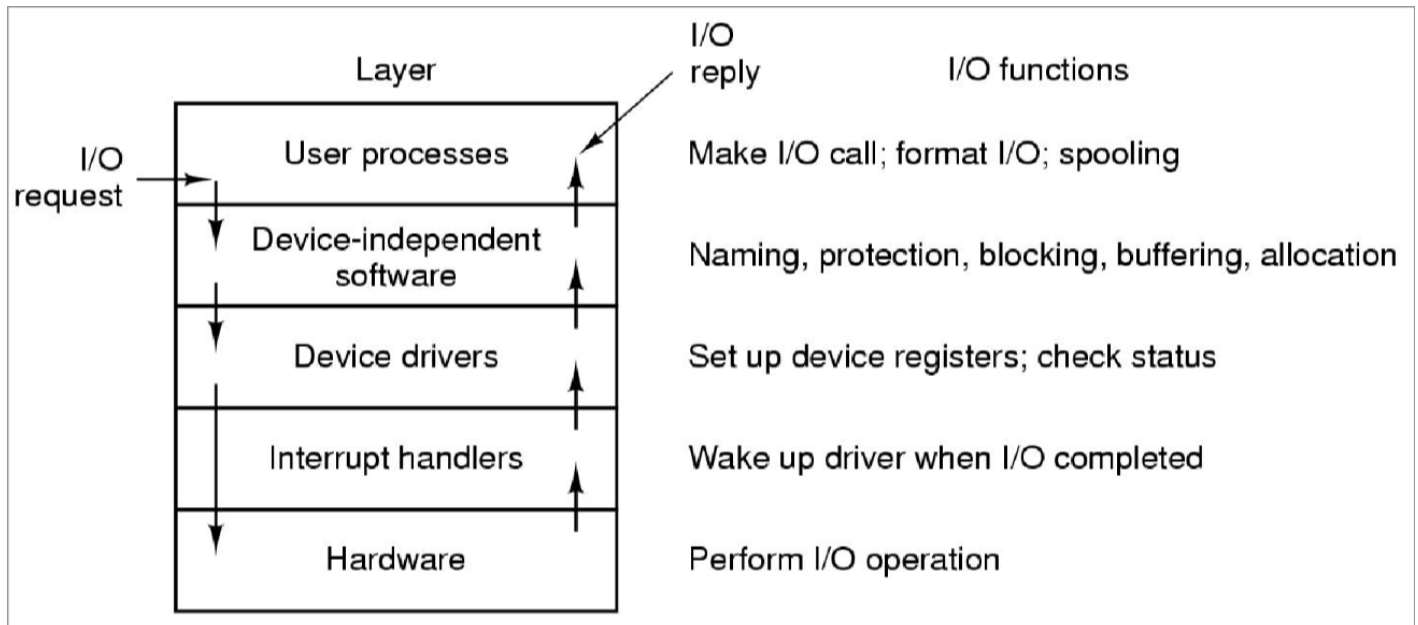 Layer
I/O
reply
I/O functions
I/O
request
User processes
Make I/O call; format I/O; spooling
Device-independent
software
Naming, protection, blocking, buffering, allocation
Device drivers
Set up device registers; check status
Interrupt handlers
Wake up driver when I/O completed
Hardware
Perform I/O operation